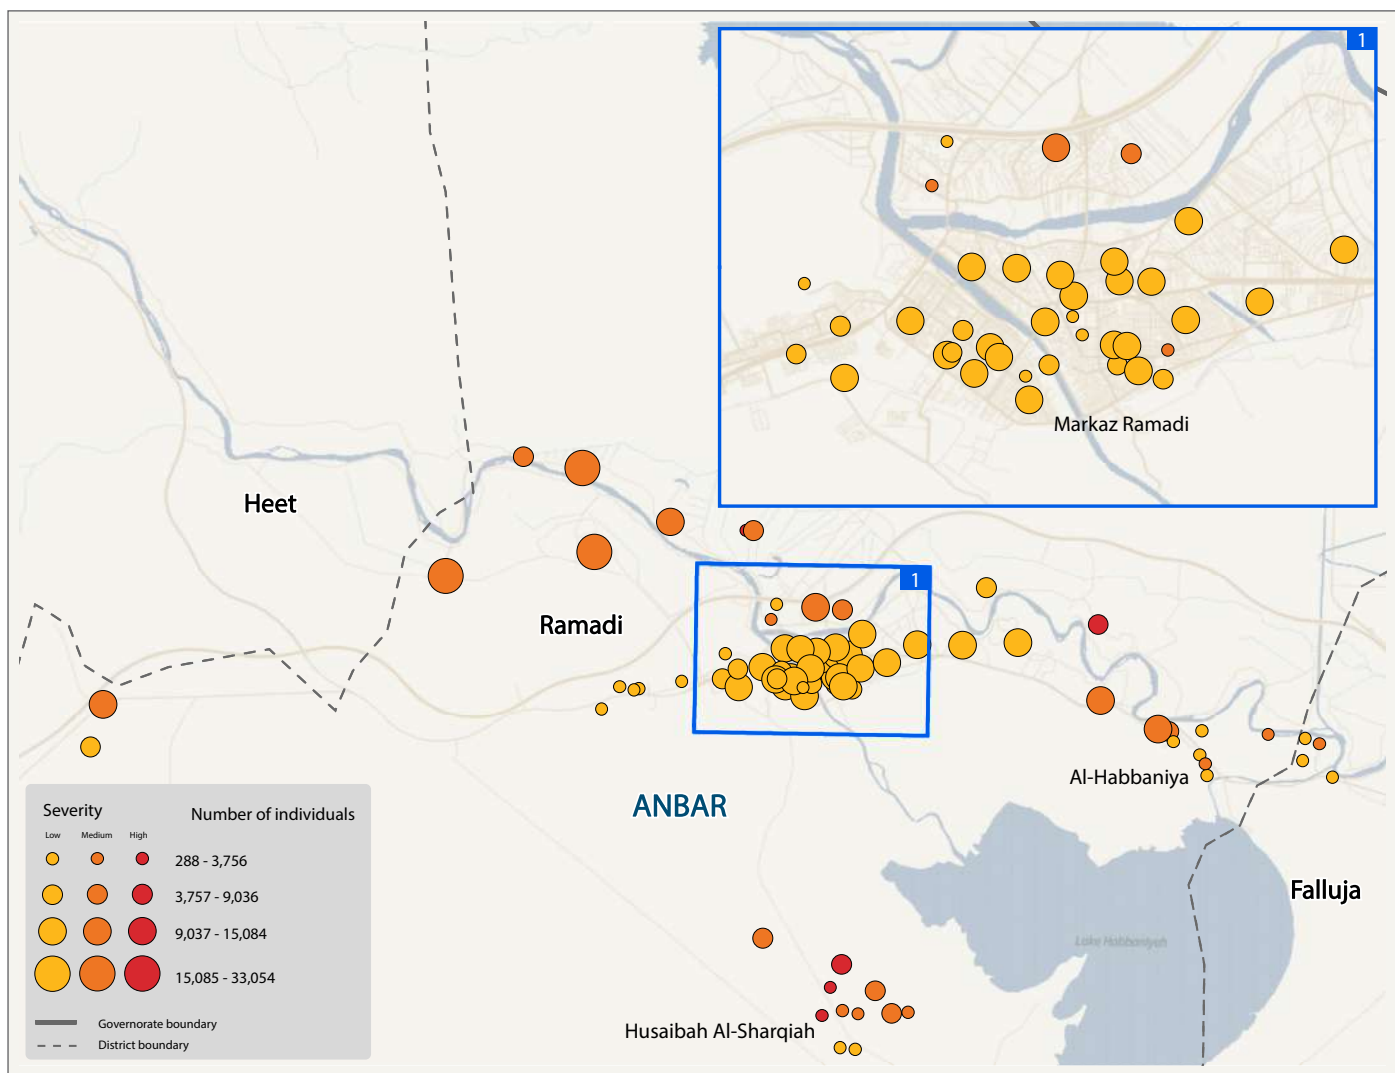 1
Markaz Ramadi
Heet
1
Ramadi
Al-Habbaniya
ANBAR
Falluja
Lake Habbaniyah
Husaibah Al-Sharqiah
Severity
Number of individuals
Low Medium High
288 - 3,756
3,757 - 9,036
9,037 - 15,084
15,085 - 33,054
Governorate boundary
District boundary